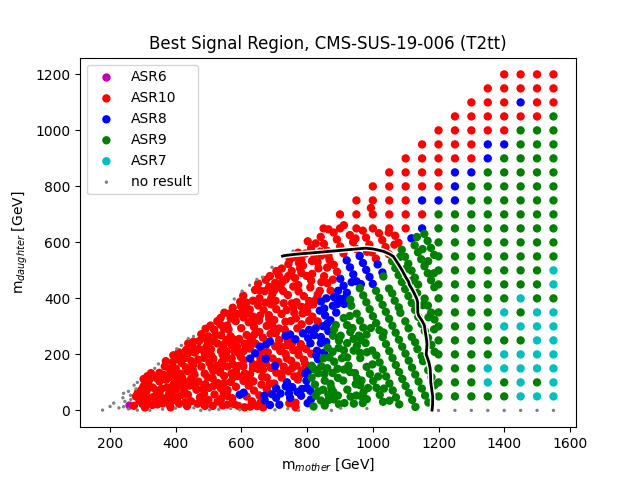 Best Signal Region, CMS-SUS-19-006 (T2tt)
ASR6
ASR10
ASR8
ASR9
ASR7
no result
m_daughter [GeV]
1200
1000
800
600
400
200
0
200 400 600 800 1000 1200 1400 1600
m_mother [GeV]